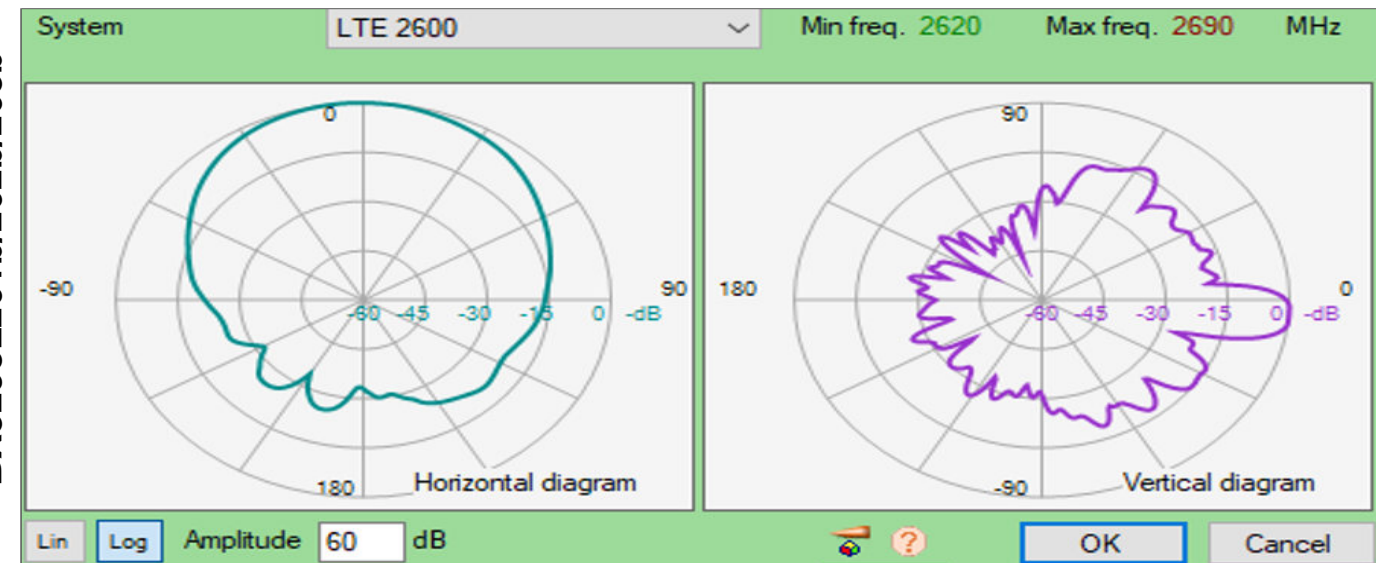 System LTE 2600 Min freq. 2620 Max freq. 2690 MHz
0 90
-90 90 180 0
-60 -45 -30 -15 0 -dB -60 -45 -30 -15 0 -dB
180 Horizontal diagram -90 Vertical diagram
Lin Log Amplitude 60 dB ? OK Cancel